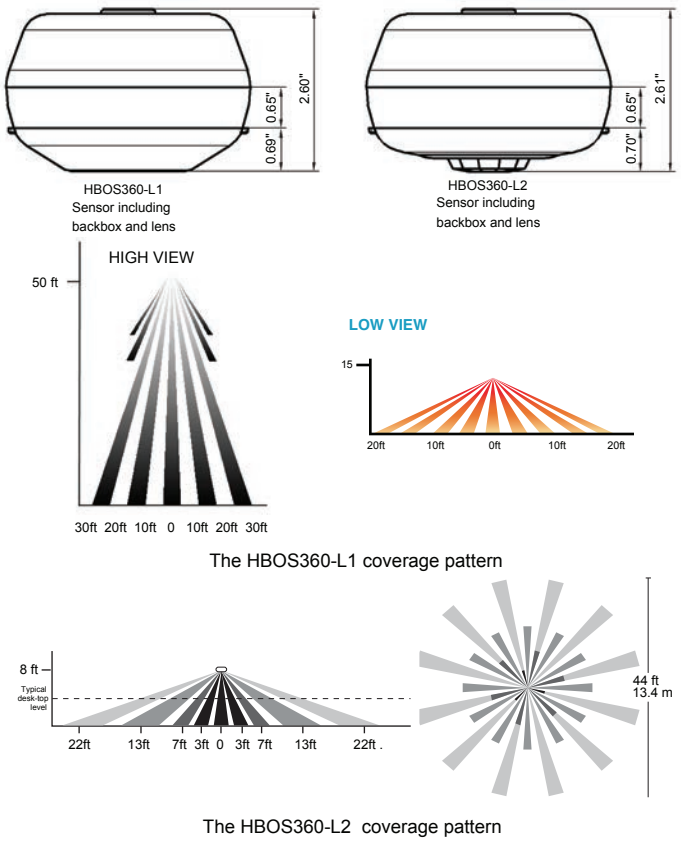 2.60"
0.65"
0.69"
2.61"
0.65"
0.70"
HBOS360-L1
Sensor including
backbox and lens
HBOS360-L2
Sensor including
backbox and lens
HIGH VIEW
50 ft
30ft 20ft 10ft 0 10ft 20ft 30ft
LOW VIEW
15
20ft 10ft 0ft 10ft 20ft
The HBOS360-L1 coverage pattern
8 ft
Typical
desk-top
level
22ft 13ft 7ft 3ft 0 3ft 7ft 13ft 22ft .
44 ft
13.4 m
The HBOS360-L2 coverage pattern